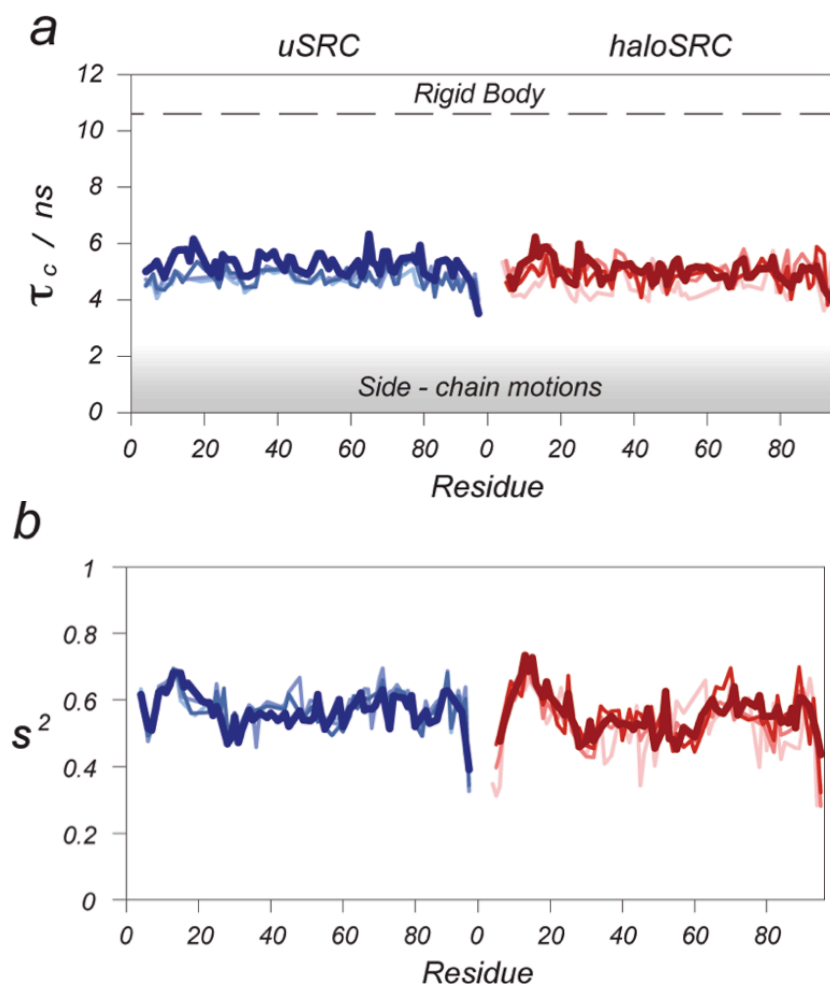 a
uSRC haloSRC
12
Rigid Body
10
8
6
4
2
Side - chain motions
0
τc / ns
0 20 40 60 80 0 20 40 60 80
Residue
b
1
0.8
0.6
0.4
0.2
0
s2
0 20 40 60 80 0 20 40 60 80
Residue